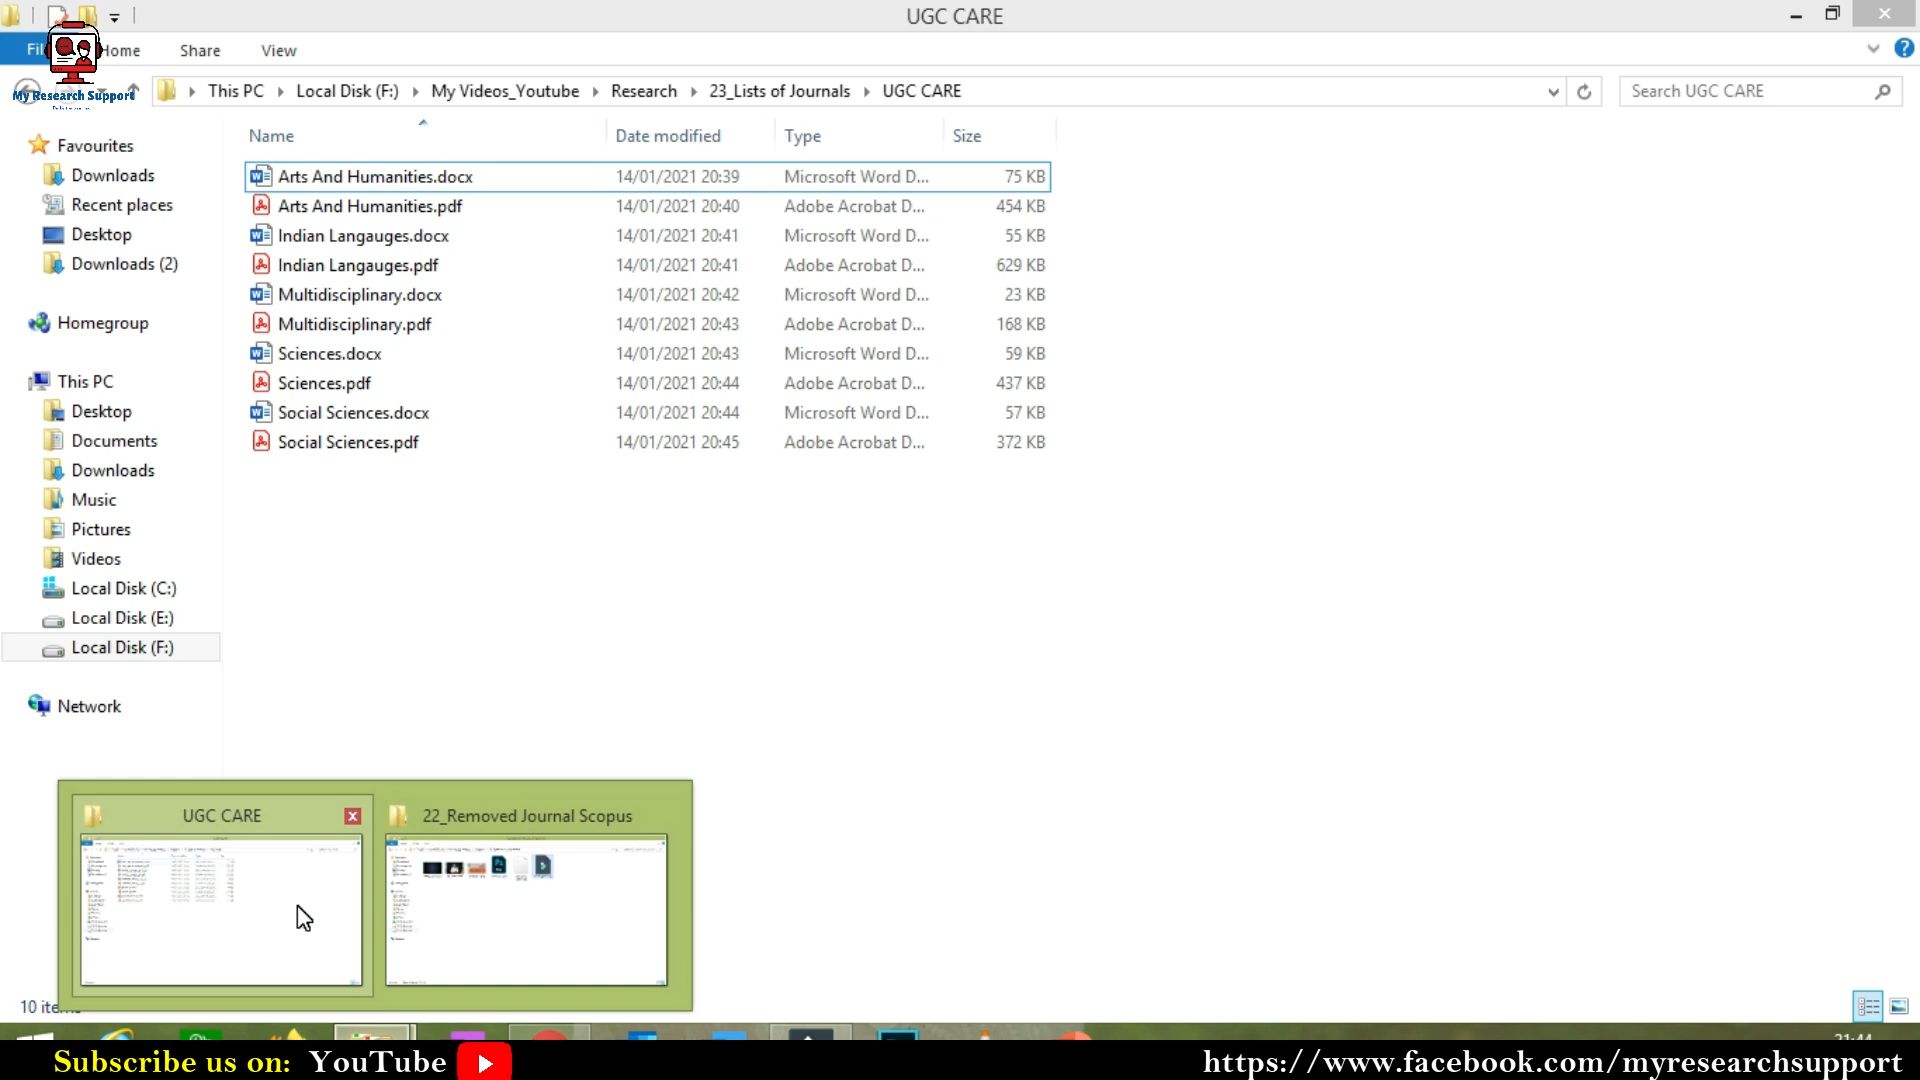 UGC CARE
Fil
Home
Share
View
My Research Support
This PC
Local Disk (F:)
My Videos_Youtube
Research
23_Lists of Journals
UGC CARE
Search UGC CARE
Name
Date modified
Type
Size
Favourites
Downloads
Recent places
Desktop
Downloads (2)
Homegroup
This PC
Desktop
Documents
Downloads
Music
Pictures
Videos
Local Disk (C:)
Local Disk (E:)
Local Disk (F:)
Network
Arts And Humanities.docx 14/01/2021 20:39 Microsoft Word D... 75 KB
Arts And Humanities.pdf 14/01/2021 20:40 Adobe Acrobat D... 454 KB
Indian Langauges.docx 14/01/2021 20:41 Microsoft Word D... 55 KB
Indian Langauges.pdf 14/01/2021 20:41 Adobe Acrobat D... 629 KB
Multidisciplinary.docx 14/01/2021 20:42 Microsoft Word D... 23 KB
Multidisciplinary.pdf 14/01/2021 20:43 Adobe Acrobat D... 168 KB
Sciences.docx 14/01/2021 20:43 Microsoft Word D... 59 KB
Sciences.pdf 14/01/2021 20:44 Adobe Acrobat D... 437 KB
Social Sciences.docx 14/01/2021 20:44 Microsoft Word D... 57 KB
Social Sciences.pdf 14/01/2021 20:45 Adobe Acrobat D... 372 KB
UGC CARE
22_Removed Journal Scopus
10 ite
Subscribe us on: YouTube
https://www.facebook.com/myresearchsupport